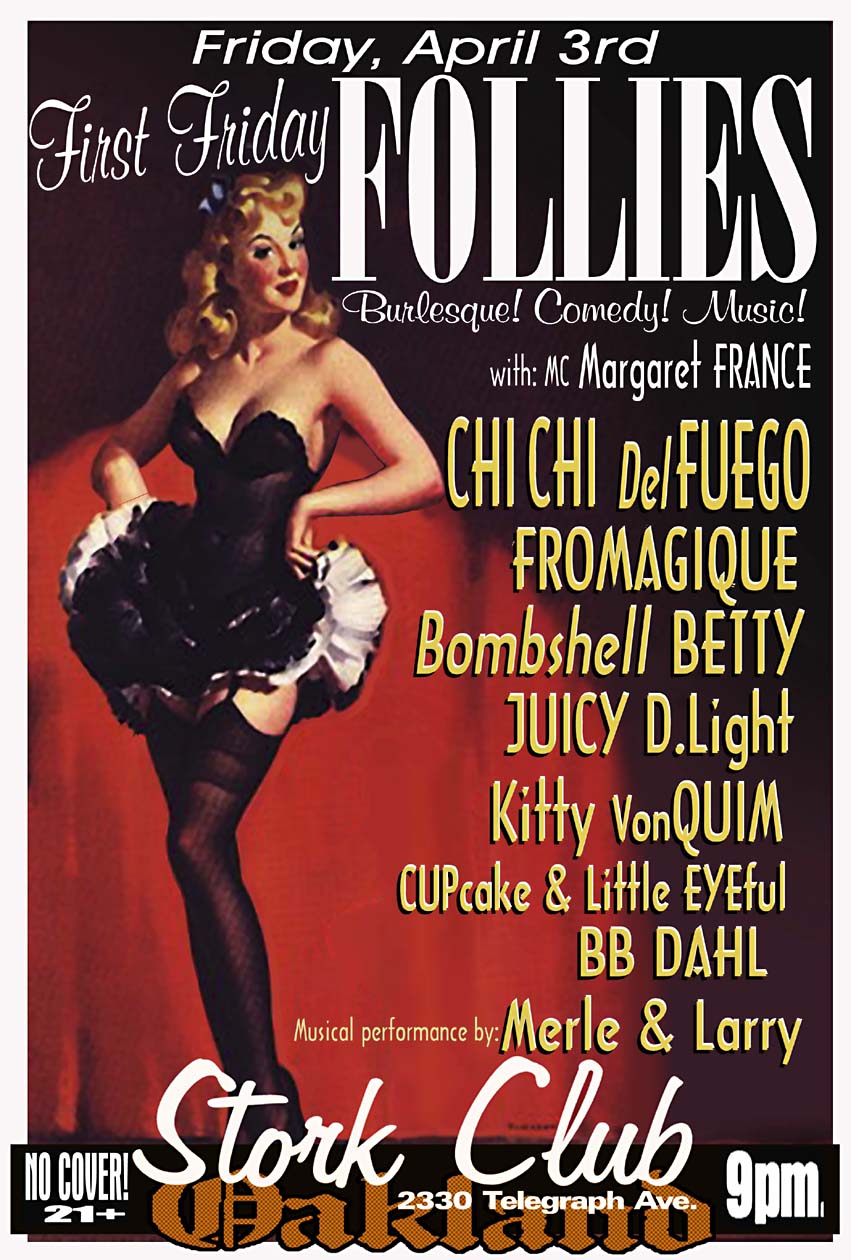 Friday, April 3rd
First Friday FOLLIES
Burlesque! Comedy! Music!
with: MC Margaret FRANCE
CHI CHI Del FUEGO
FROMAGIQUE
Bombshell BETTY
JUICY D.Light
Kitty VonQUIM
CUPcake & Little EYEful
BB DAHL
Musical performance by: Merle & Larry
Stork Club
NO COVER!
21+
2330 Telegraph Ave.
9pm.
Oakland